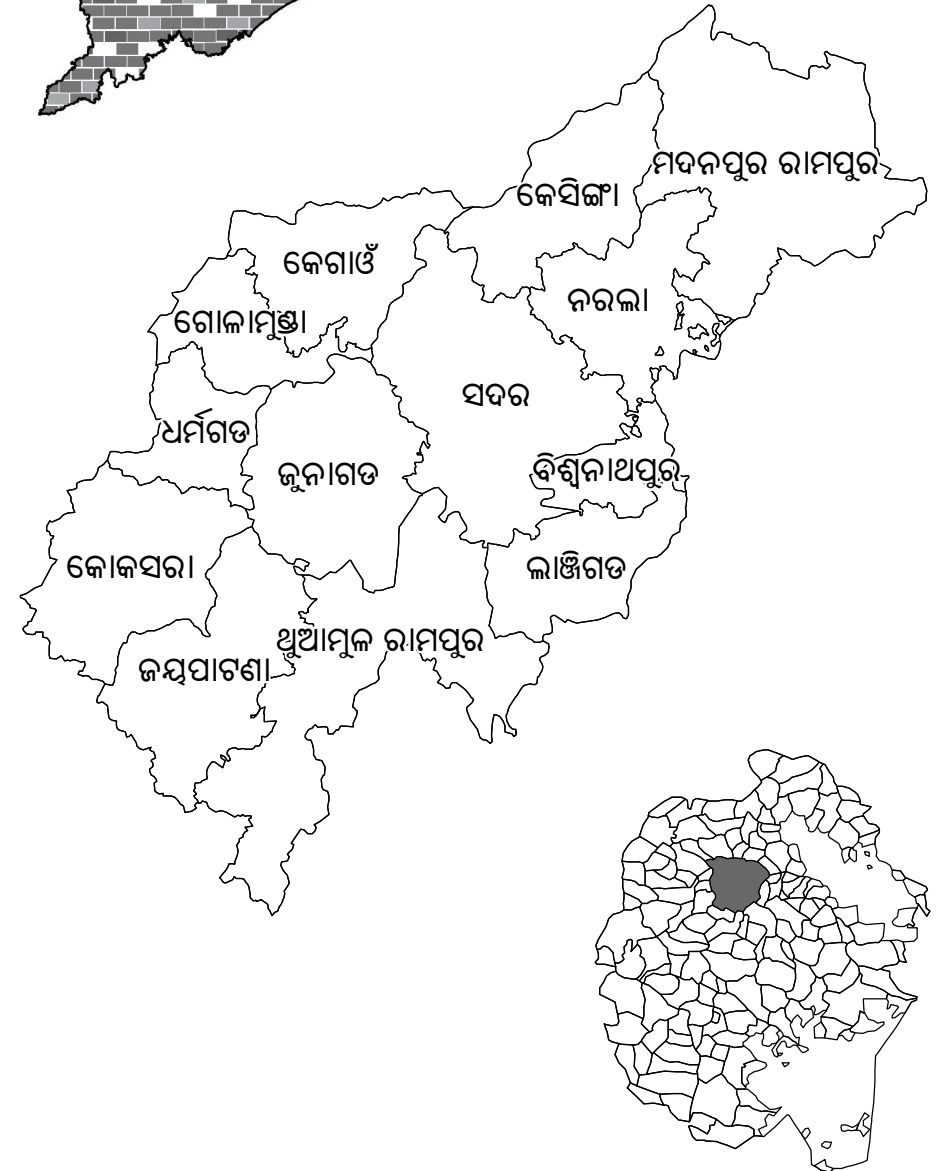 ମଦନପୁର ରାମପୁର
କେସିଙ୍ଗା
କେଗାଓଁ
ନରଲା
ଗୋଳାମୁଣ୍ଡା
ସଦର
ଧର୍ମଗଡ
ଜୁନାଗଡ
ବିଶ୍ୱନାଥପୁର
କୋକସରା
ଲାଞ୍ଜିଗଡ
ଥୁଆମୁଳ ରାମପୁର
ଜୟପାଟଣା